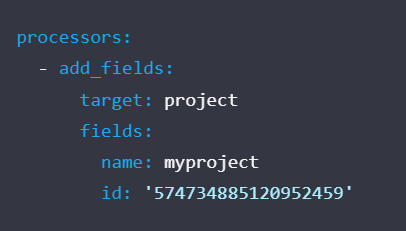 processors:
  - add_fields:
      target: project
      fields:
        name: myproject
        id: '574734885120952459'